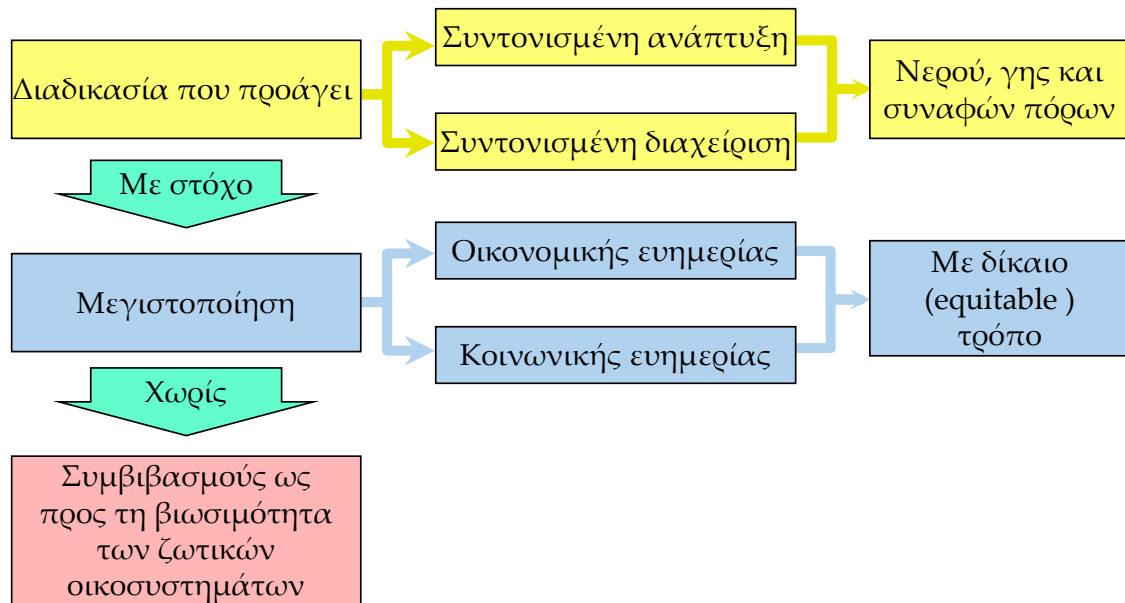 Διαδικασία που προάγει
Συντονισμένη ανάπτυξη
Συντονισμένη διαχείριση
Νερού, γης και
συναφών πόρων
Με στόχο
Μεγιστοποίηση
Οικονομικής ευημερίας
Κοινωνικής ευημερίας
Με δίκαιο
(equitable )
τρόπο
Χωρίς
Συμβιβασμούς ως
προς τη βιωσιμότητα
των ζωτικών
οικοσυστημάτων